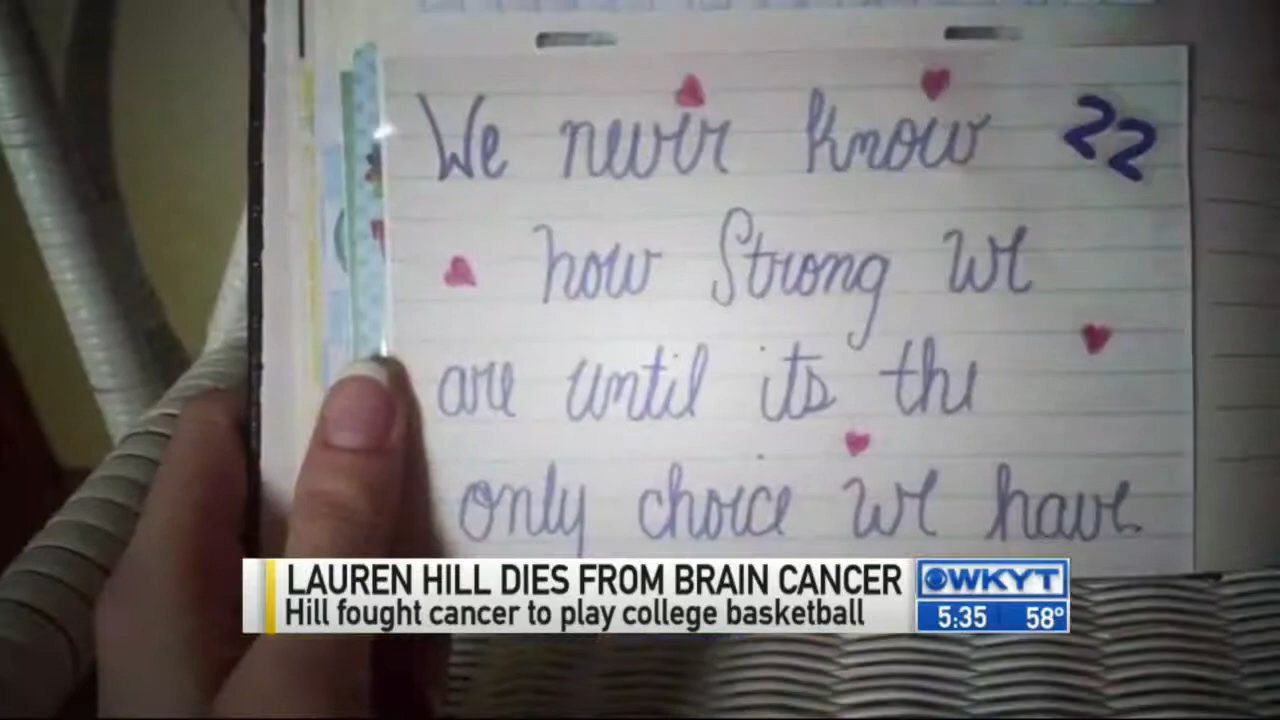 We never know 22
how Strong we
are until its the
only choice we have
LAUREN HILL DIES FROM BRAIN CANCER
Hill fought cancer to play college basketball
WKYT
5:35 58°